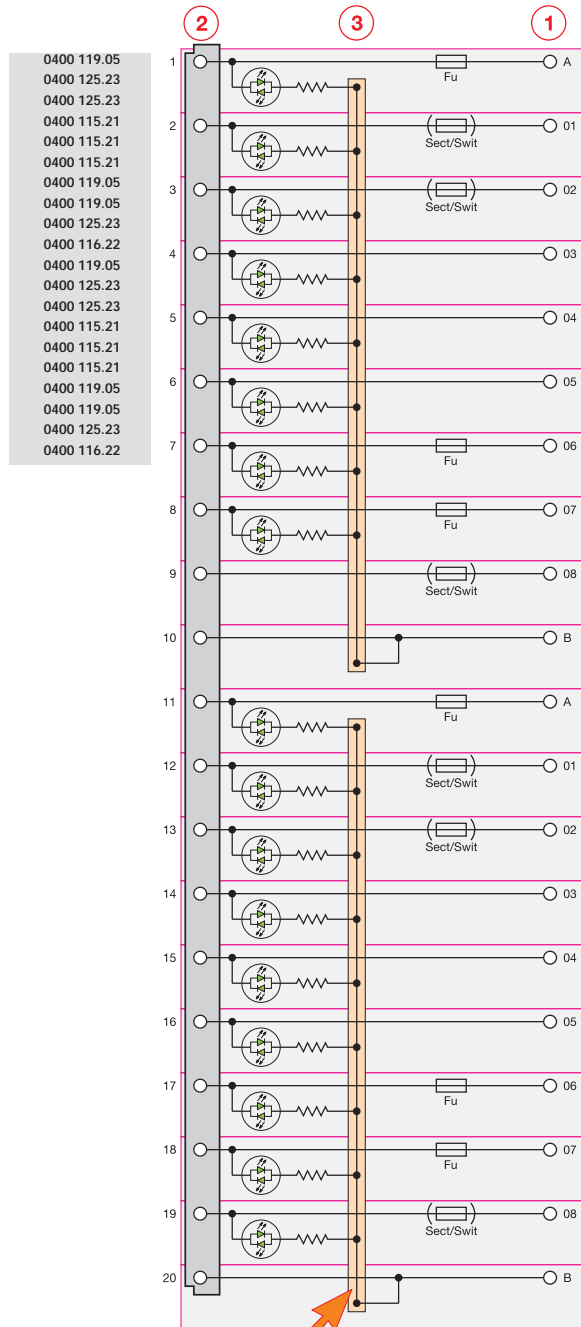 2 3 1
0400 119.05
0400 125.23
0400 125.23
0400 115.21
0400 115.21
0400 115.21
0400 119.05
0400 119.05
0400 125.23
0400 116.22
0400 119.05
0400 125.23
0400 125.23
0400 115.21
0400 115.21
0400 115.21
0400 119.05
0400 119.05
0400 125.23
0400 116.22
1 A
Fu
2 01
Sect/Swit
3 02
Sect/Swit
4 03
5 04
6 05
7 06
Fu
8 07
Fu
9 08
Sect/Swit
10 B
11 A
Fu
12 01
Sect/Swit
13 02
Sect/Swit
14 03
15 04
16 05
17 06
Fu
18 07
Fu
19 08
Sect/Swit
20 B